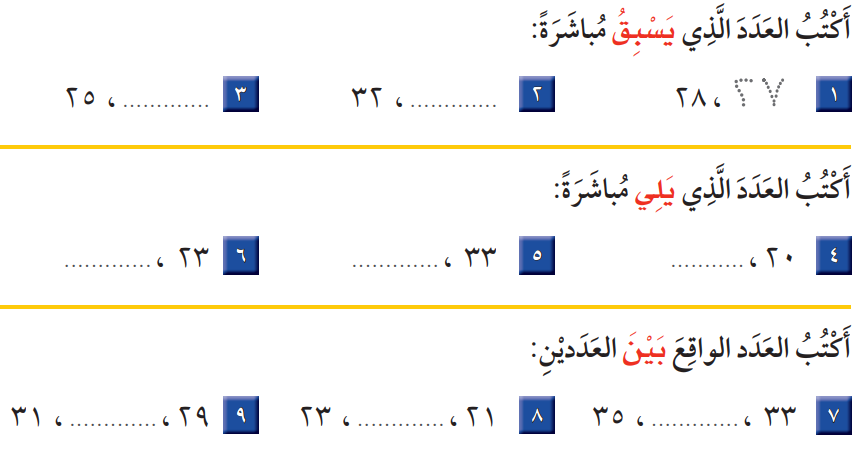 أَكْتُبُ العَدَدَ الَّذِي يَسْبِقُ مُباشَرَةً:
١ ٢٧ ، ٢٨ ٢ ............. ، ٣٢ ٣ ............. ، ٢٥
أَكْتُبُ العَدَدَ الَّذِي يَلِي مُباشَرَةً:
٤ ٢٠ ، ........... ٥ ٣٣ ، ............. ٦ ٢٣ ، .............
أَكْتُبُ العَدَد الواقِعَ بَيْنَ العَدَديْنِ:
٧ ٣٣ ، ............. ، ٣٥ ٨ ٢١ ، ............. ، ٢٣ ٩ ٢٩ ، ............. ، ٣١